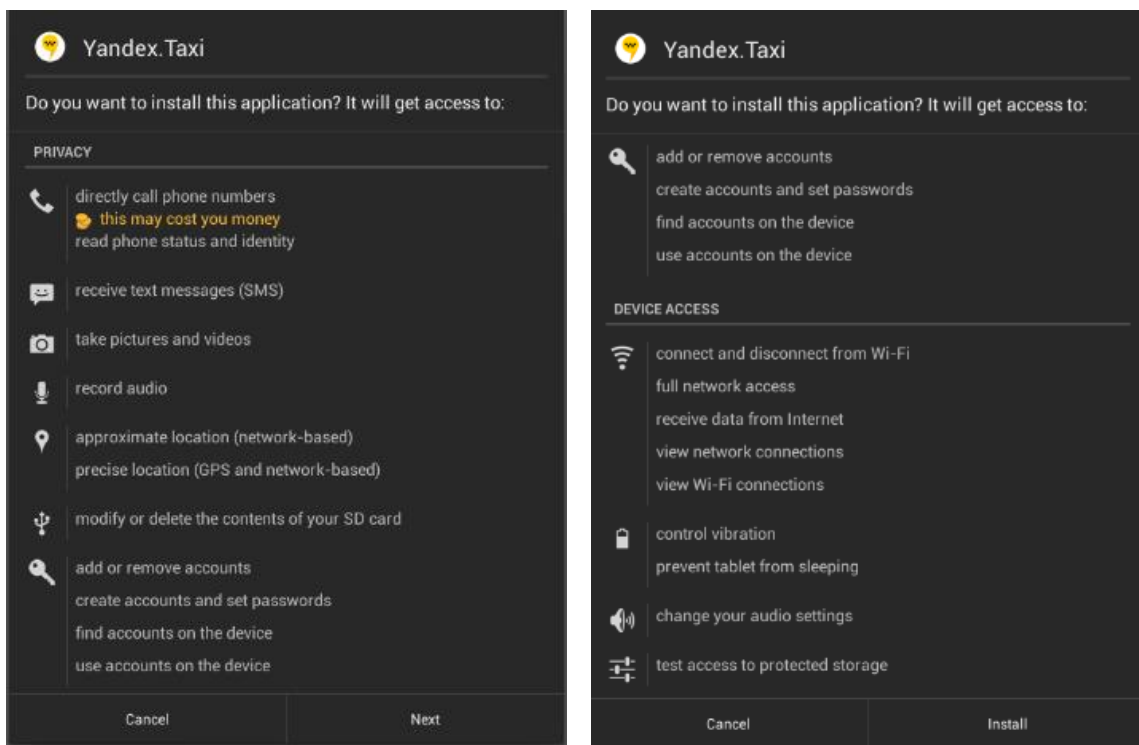 Yandex.Taxi
Do you want to install this application? It will get access to:
PRIVACY
directly call phone numbers
this may cost you money
read phone status and identity
receive text messages (SMS)
take pictures and videos
record audio
approximate location (network-based)
precise location (GPS and network-based)
modify or delete the contents of your SD card
add or remove accounts
create accounts and set passwords
find accounts on the device
use accounts on the device
Cancel
Next
Yandex.Taxi
Do you want to install this application? It will get access to:
add or remove accounts
create accounts and set passwords
find accounts on the device
use accounts on the device
DEVICE ACCESS
connect and disconnect from Wi-Fi
full network access
receive data from Internet
view network connections
view Wi-Fi connections
control vibration
prevent tablet from sleeping
change your audio settings
test access to protected storage
Cancel
Install